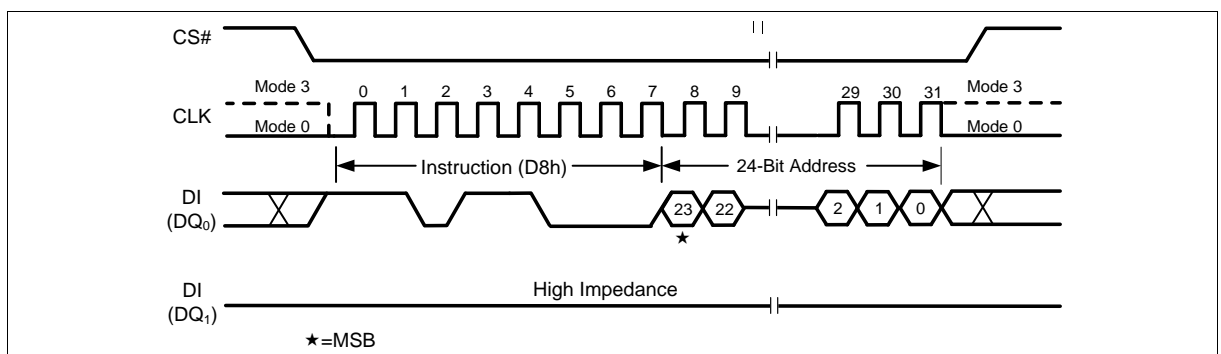 CS#
Mode 3
0 1 2 3 4 5 6 7 8 9 29 30 31
Mode 3
CLK
Mode 0
Mode 0
Instruction (D8h)
24-Bit Address
DI
(DQ0)
23 22 2 1 0
★
High Impedance
DI
(DQ1)
★=MSB